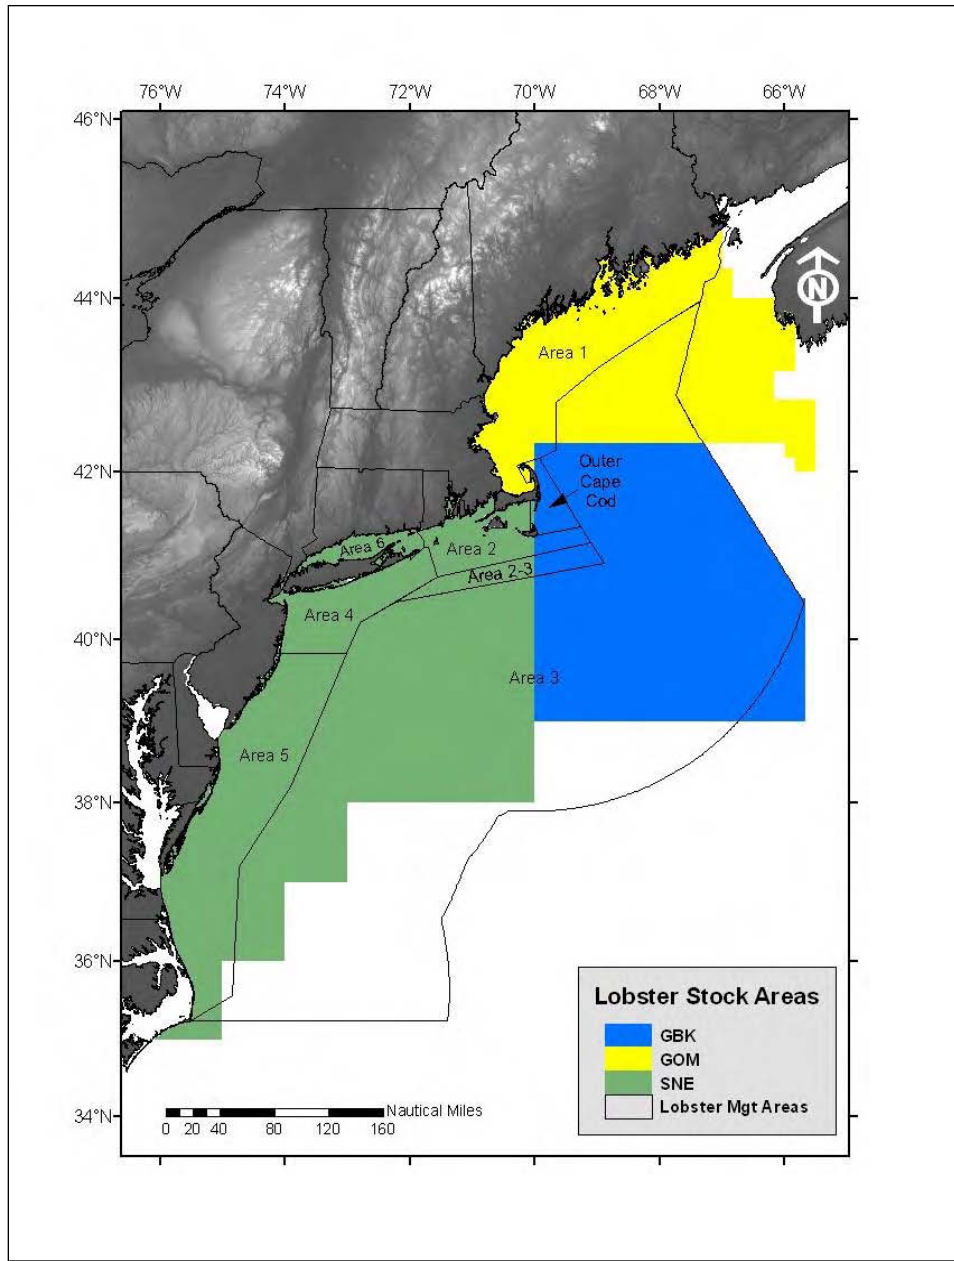 76°W 74°W 72°W 70°W 68°W 66°W
46°N
44°N
N
Area 1
42°N
Outer
Cape
Cod
Area 6
Area 2
Area 2-3
Area 4
40°N
Area 3
Area 5
38°N
36°N
Lobster Stock Areas
GBK
GOM
SNE
Lobster Mgt Areas
34°N
Nautical Miles
0 20 40 80 120 160